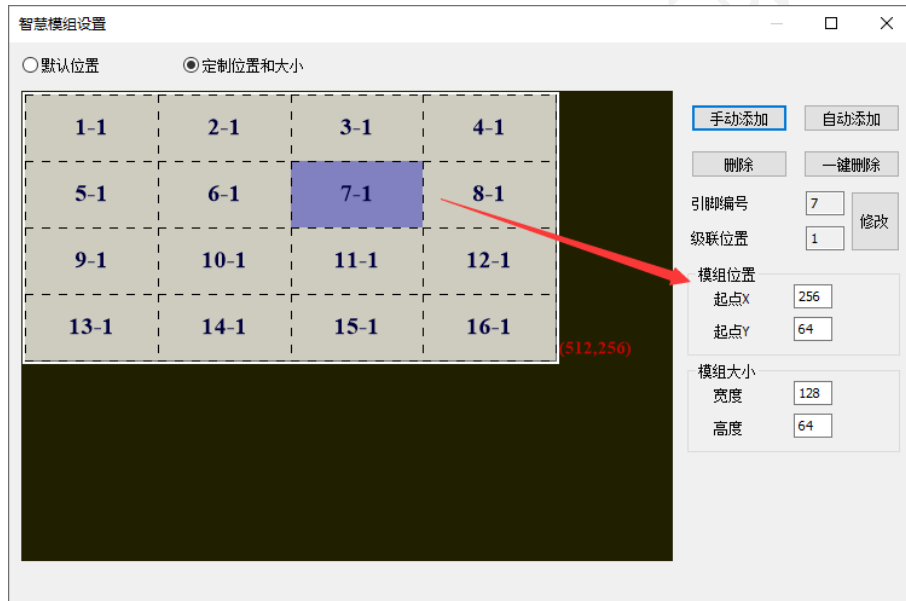 智慧模组设置
默认位置 定制位置和大小
1-1 2-1 3-1 4-1
5-1 6-1 7-1 8-1
9-1 10-1 11-1 12-1
13-1 14-1 15-1 16-1
(512,256)
手动添加 自动添加
删除 一键删除
引脚编号 7
级联位置 1
修改
模组位置
起点X 256
起点Y 64
模组大小
宽度 128
高度 64